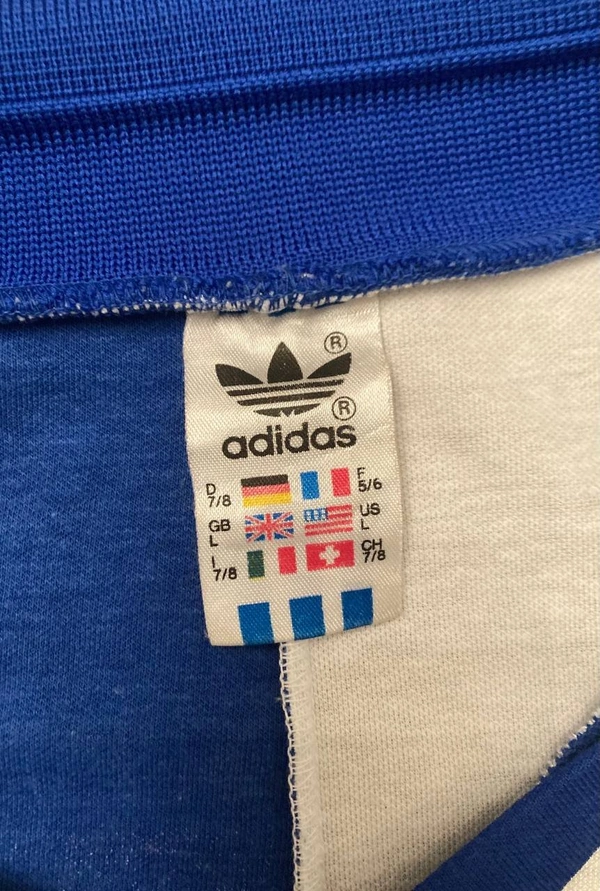 ®
®
adidas
D 7/8 F 5/6
GB L US L
I 7/8 CH 7/8